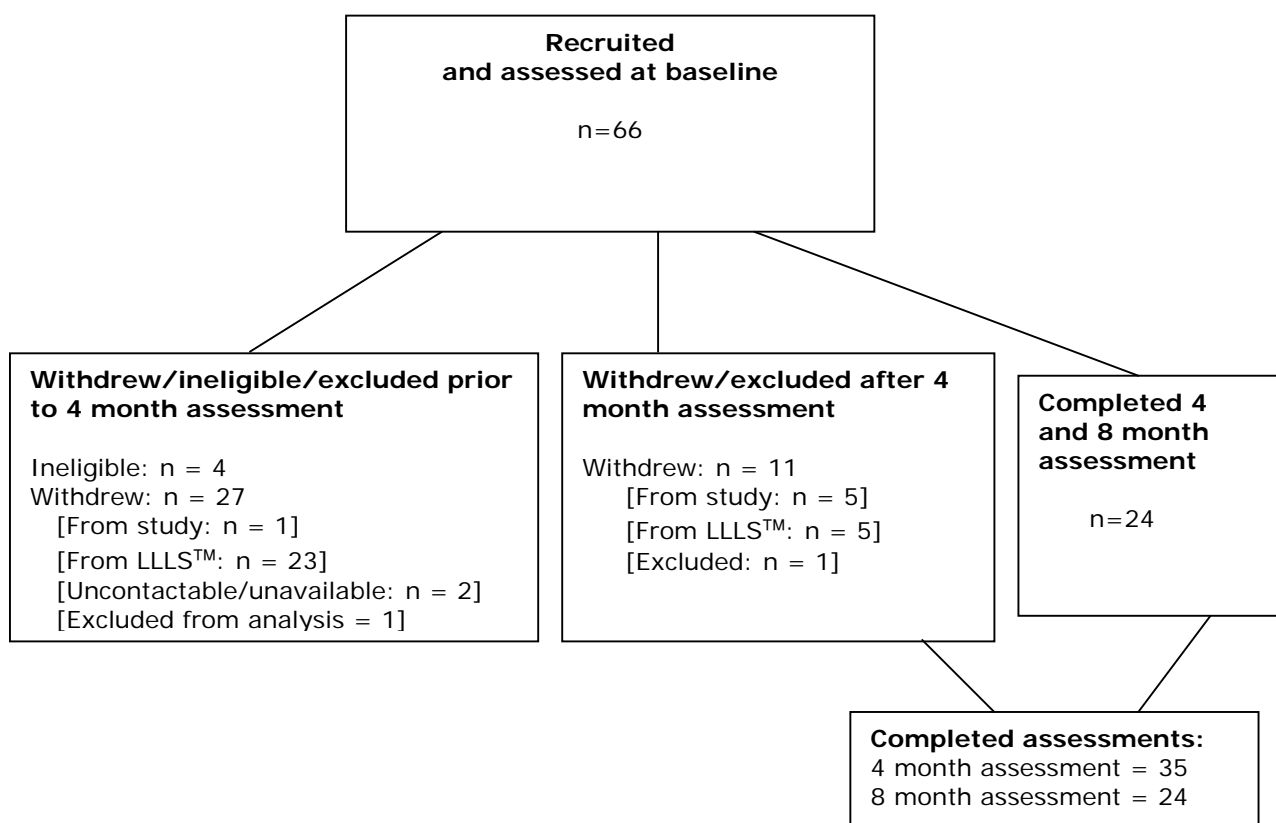 Recruited
and assessed at baseline
n=66
Withdrew/ineligible/excluded prior
to 4 month assessment
Ineligible: n = 4
Withdrew: n = 27
[From study: n = 1]
[From LLLS™: n = 23]
[Uncontactable/unavailable: n = 2]
[Excluded from analysis = 1]
Withdrew/excluded after 4
month assessment
Withdrew: n = 11
[From study: n = 5]
[From LLLS™: n = 5]
[Excluded: n = 1]
Completed 4
and 8 month
assessment
n=24
Completed assessments:
4 month assessment = 35
8 month assessment = 24